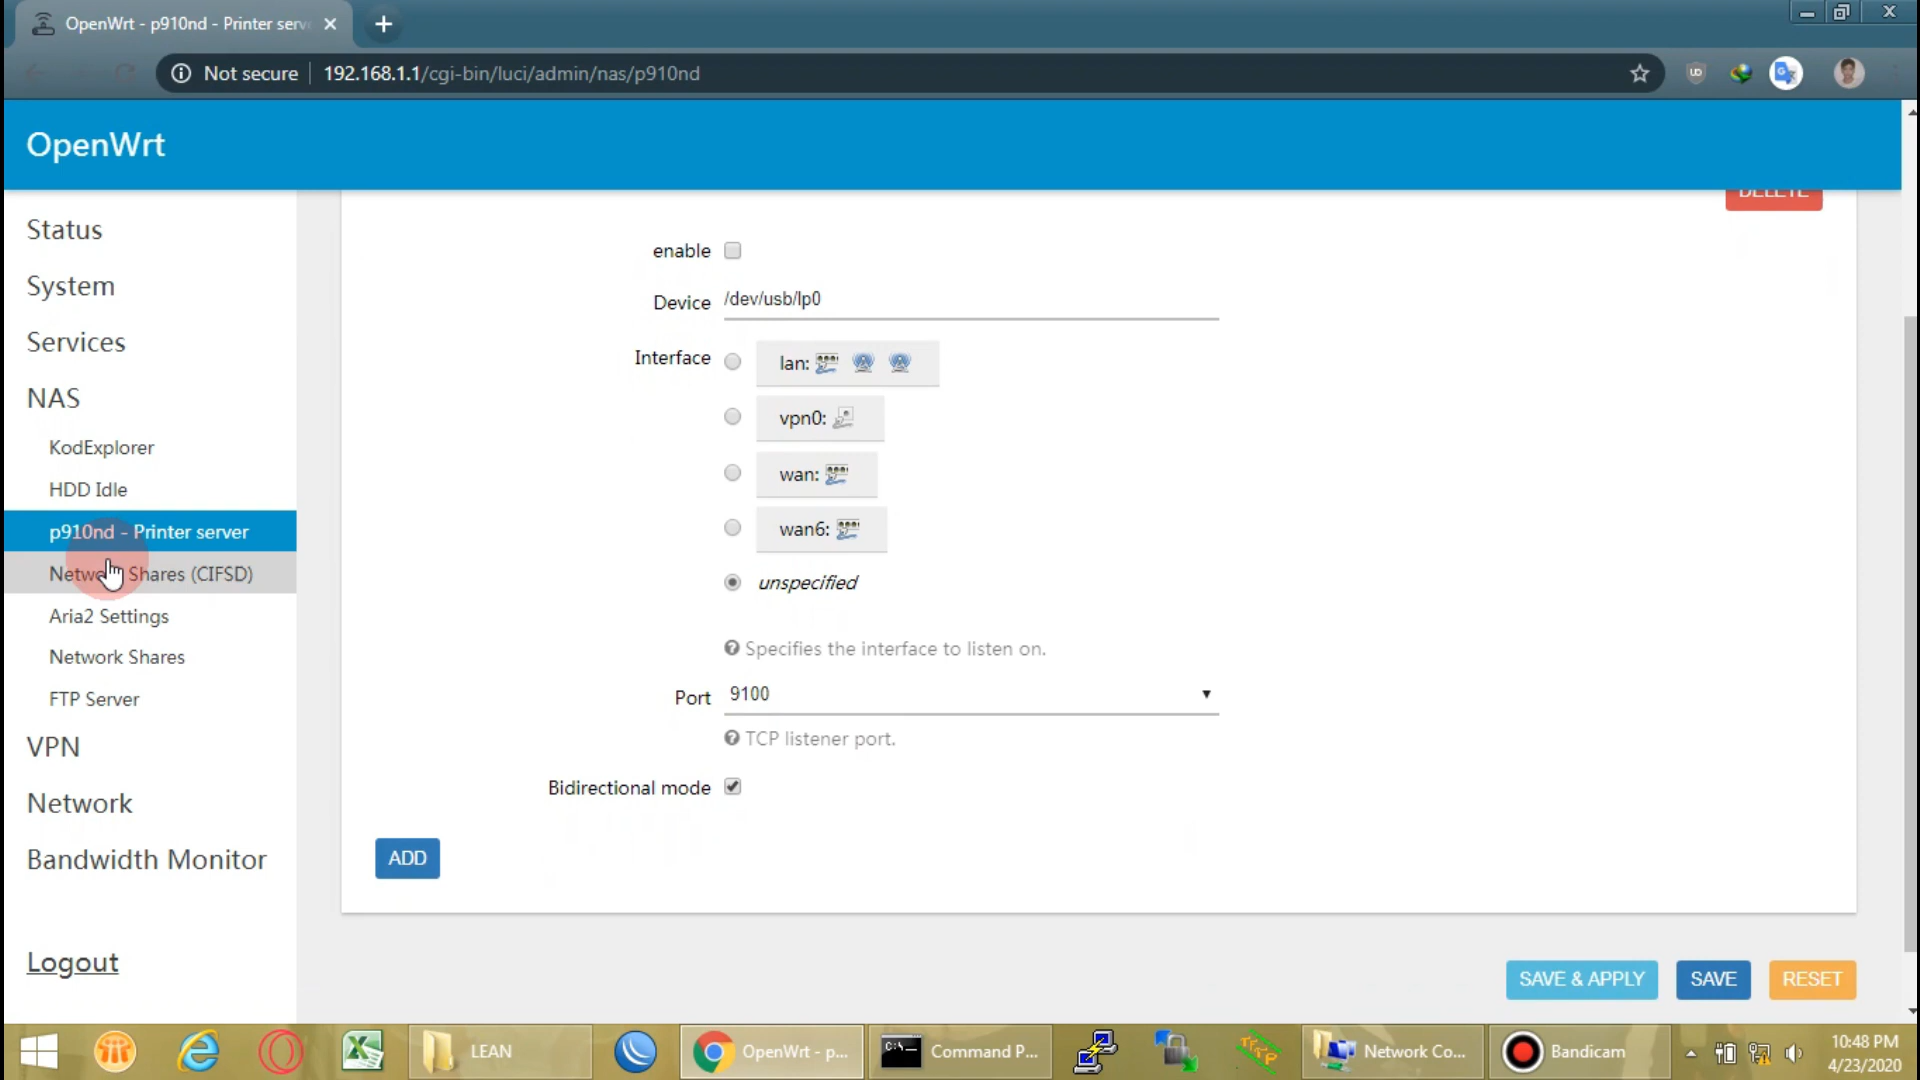 OpenWrt - p910nd - Printer serv
Not secure
192.168.1.1/cgi-bin/luci/admin/nas/p910nd
OpenWrt
DELETE
Status
System
Services
NAS
KodExplorer
HDD Idle
p910nd - Printer server
Network Shares (CIFSD)
Aria2 Settings
Network Shares
FTP Server
VPN
Network
Bandwidth Monitor
Logout
enable
Device /dev/usb/lp0
Interface
lan:
vpn0:
wan:
wan6:
unspecified
Specifies the interface to listen on.
Port 9100
TCP listener port.
Bidirectional mode
ADD
SAVE & APPLY
SAVE
RESET
LEAN
OpenWrt - p...
C:\-
Command P...
TFTP
Network Co...
Bandicam
10:48 PM
4/23/2020